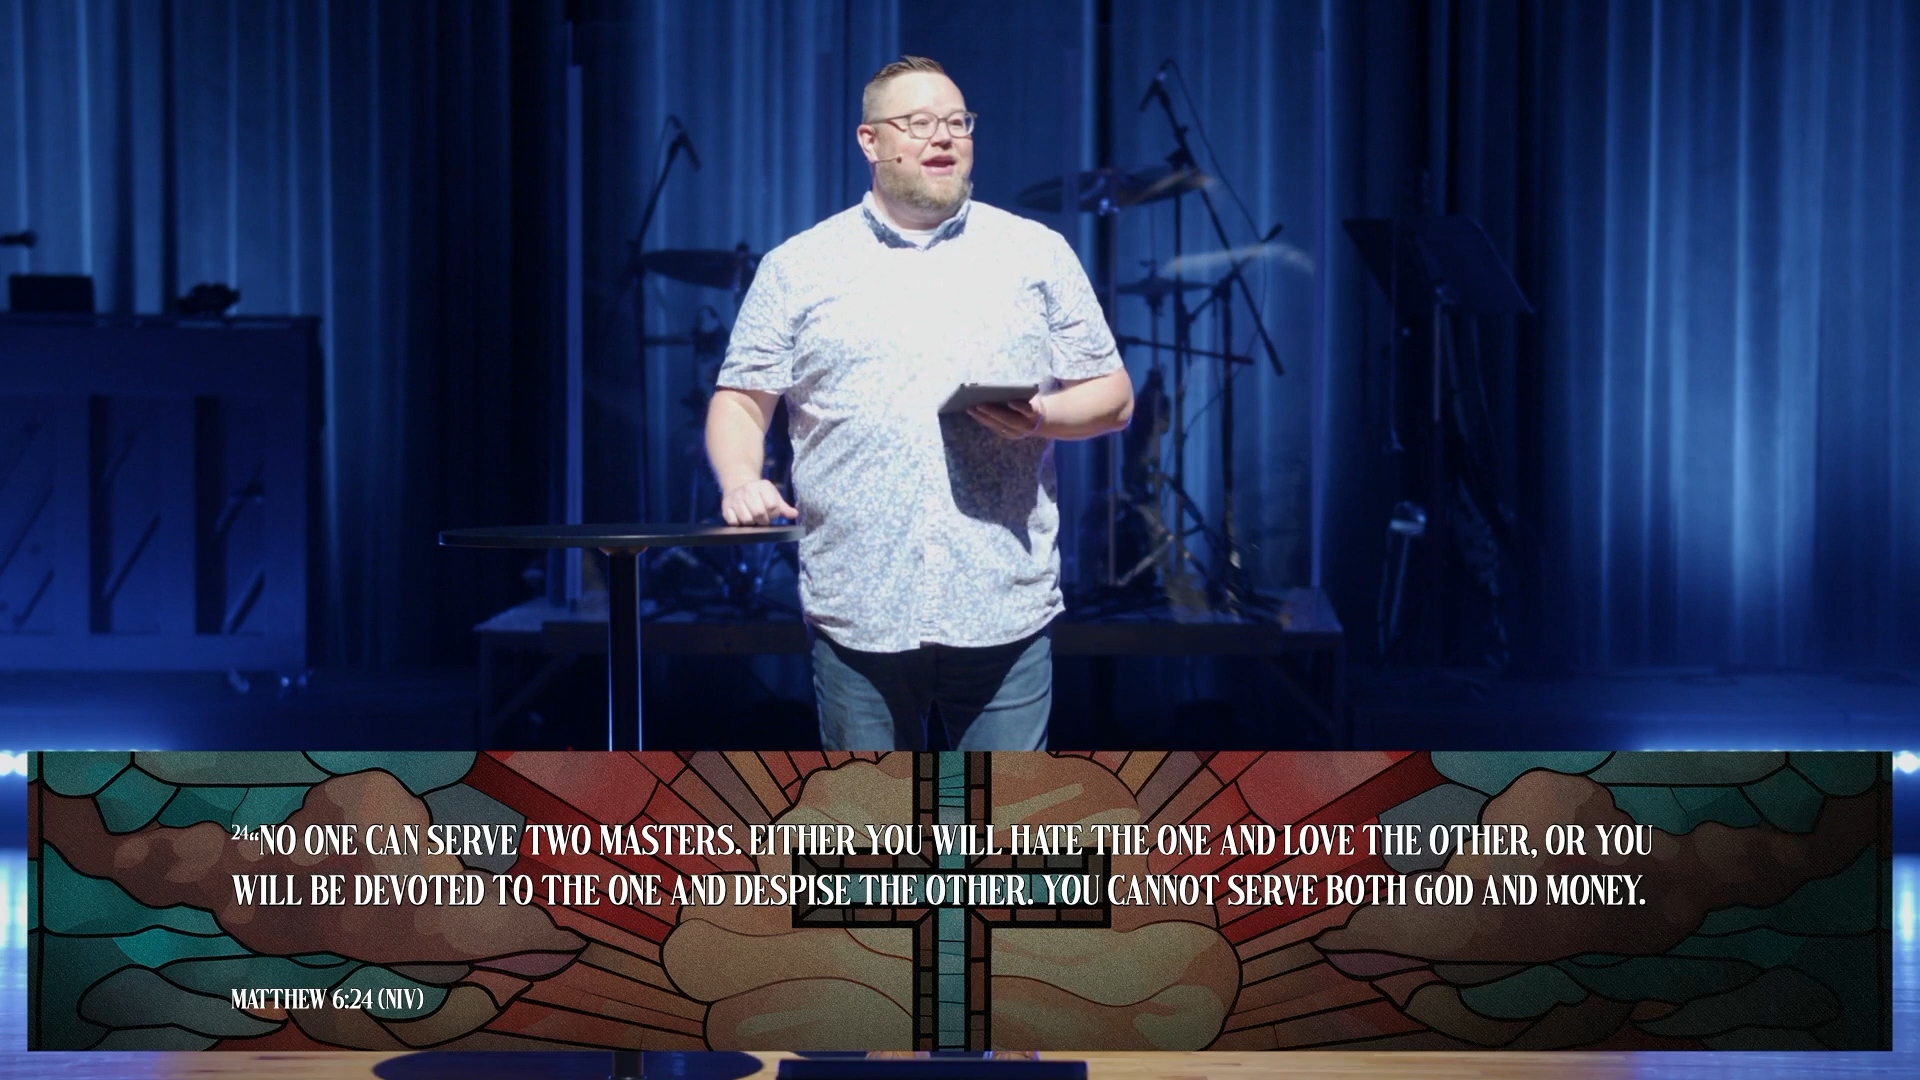 24“NO ONE CAN SERVE TWO MASTERS. EITHER YOU WILL HATE THE ONE AND LOVE THE OTHER, OR YOU
WILL BE DEVOTED TO THE ONE AND DESPISE THE OTHER. YOU CANNOT SERVE BOTH GOD AND MONEY.
MATTHEW 6:24 (NIV)